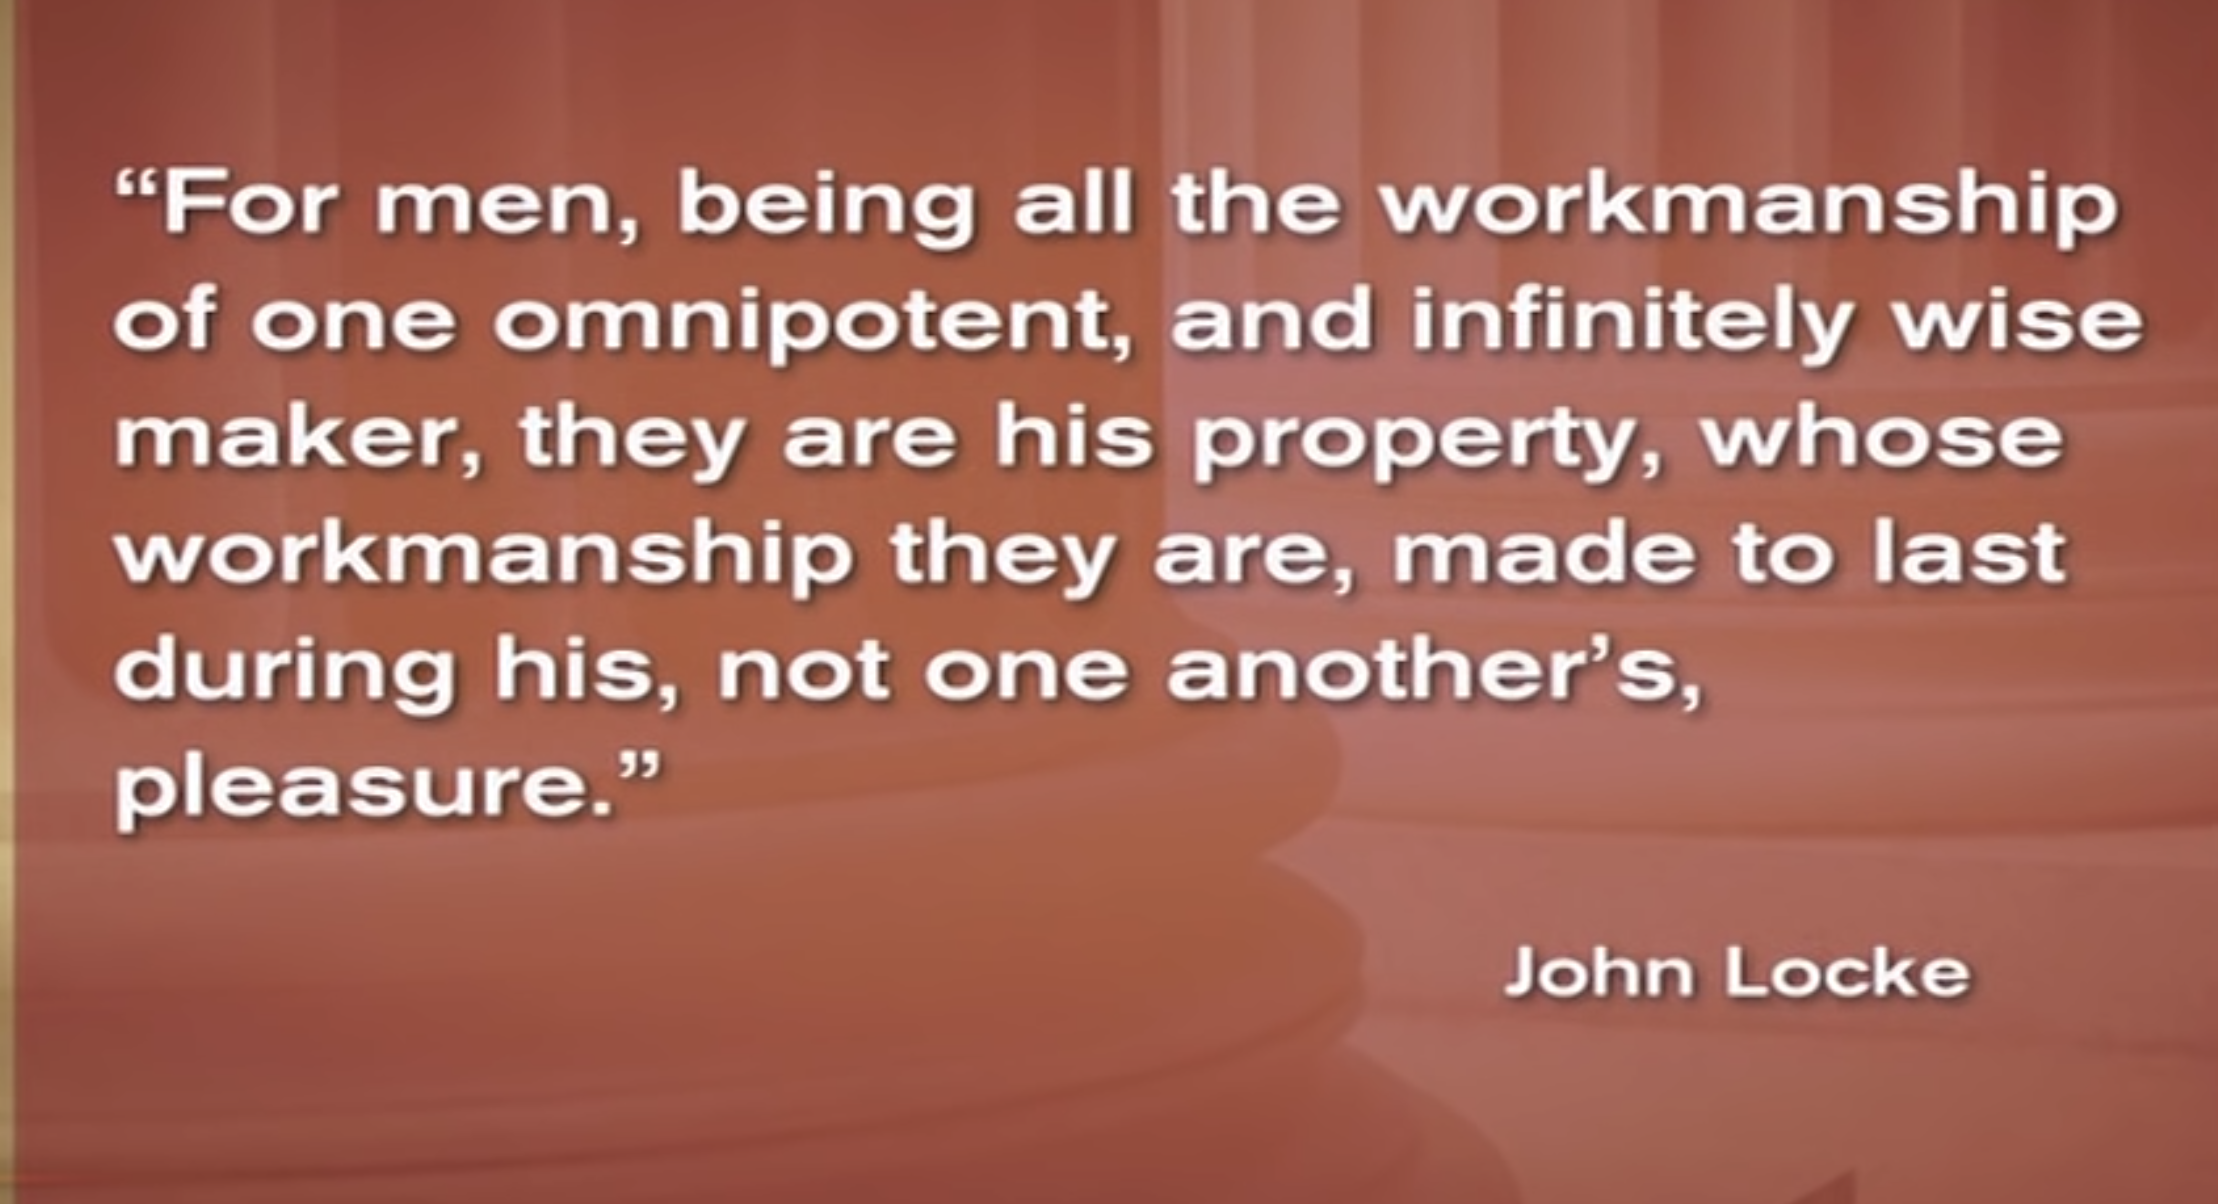 “For men, being all the workmanship
of one omnipotent, and infinitely wise
maker, they are his property, whose
workmanship they are, made to last
during his, not one another’s,
pleasure.”
John Locke